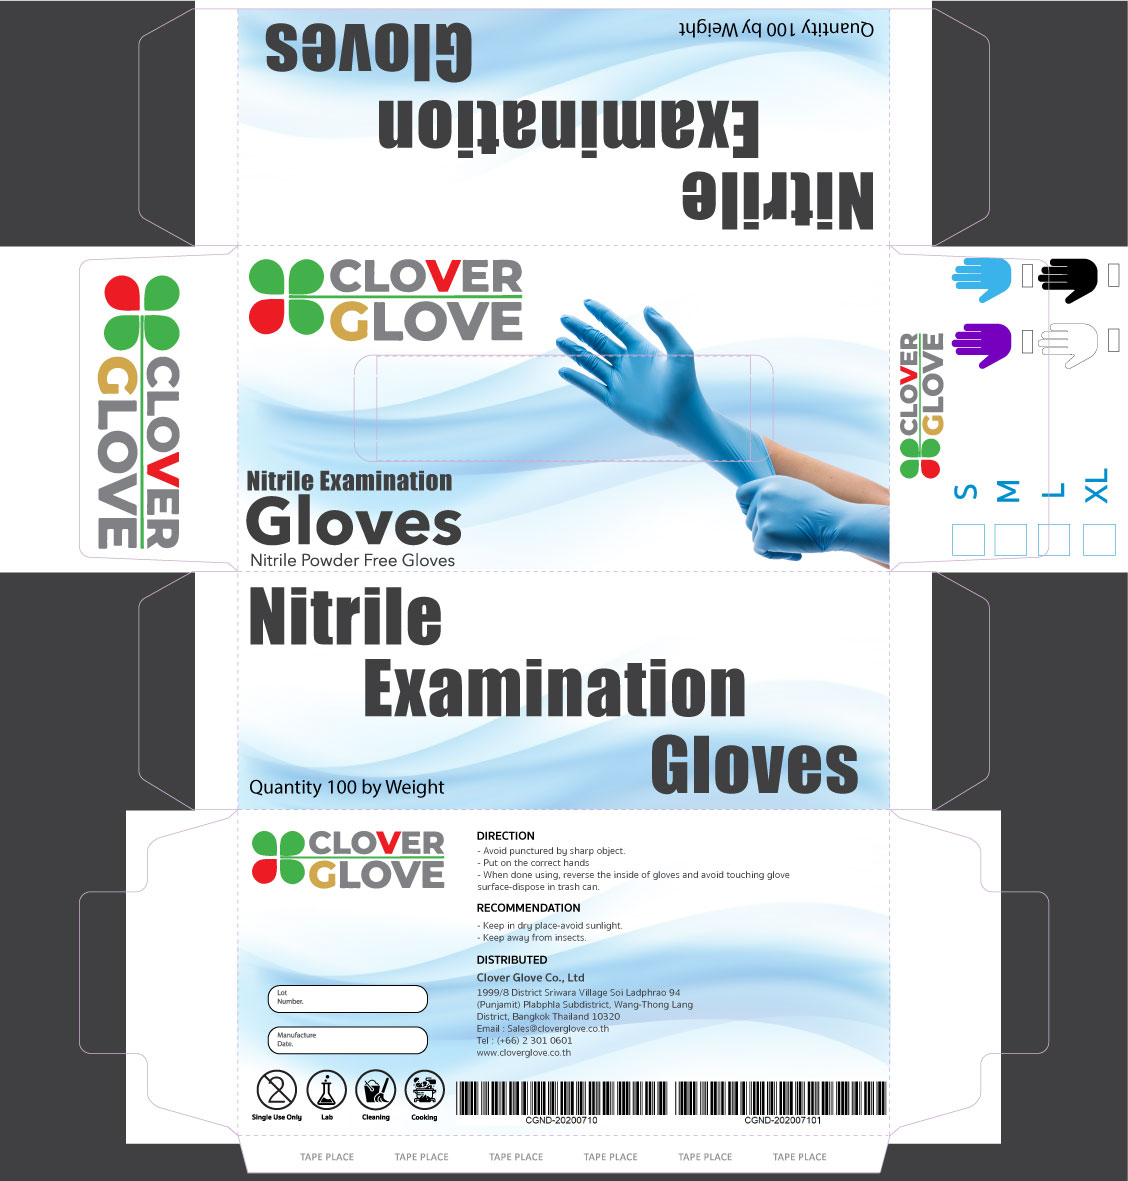 Quantity 100 by Weight
Gloves
Examination
Nitrile
CLOVER
GLOVE
CLOVER
GLOVE
Nitrile Examination
Gloves
Nitrile Powder Free Gloves
CLOVER
GLOVE
S
M
L
XL
Nitrile
Examination
Gloves
Quantity 100 by Weight
CLOVER
GLOVE
Lot
Number.
Manufacture
Date.
Single Use Only
Lab
Cleaning
Cooking
DIRECTION
- Avoid punctured by sharp object.
- Put on the correct hands
- When done using, reverse the inside of gloves and avoid touching glove
surface-dispose in trash can.
RECOMMENDATION
- Keep in dry place-avoid sunlight.
- Keep away from insects.
DISTRIBUTED
Clover Glove Co., Ltd
1999/8 District Sriwara Village Soi Ladphrao 94
(Punjamit) Plabphla Subdistrict, Wang-Thong Lang
District, Bangkok Thailand 10320
Email : Sales@cloverglove.co.th
Tel : (+66) 2 301 0601
www.cloverglove.co.th
CGND-20200710
CGND-202007101
TAPE PLACE TAPE PLACE TAPE PLACE TAPE PLACE TAPE PLACE TAPE PLACE